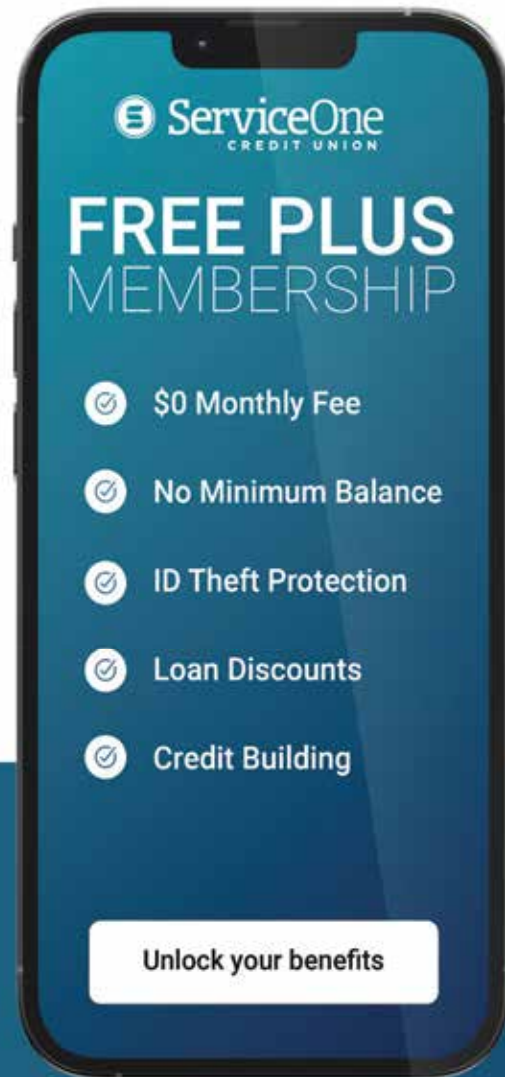 ServiceOne
CREDIT UNION
FREE PLUS
MEMBERSHIP
$0 Monthly Fee
No Minimum Balance
ID Theft Protection
Loan Discounts
Credit Building
Unlock your benefits